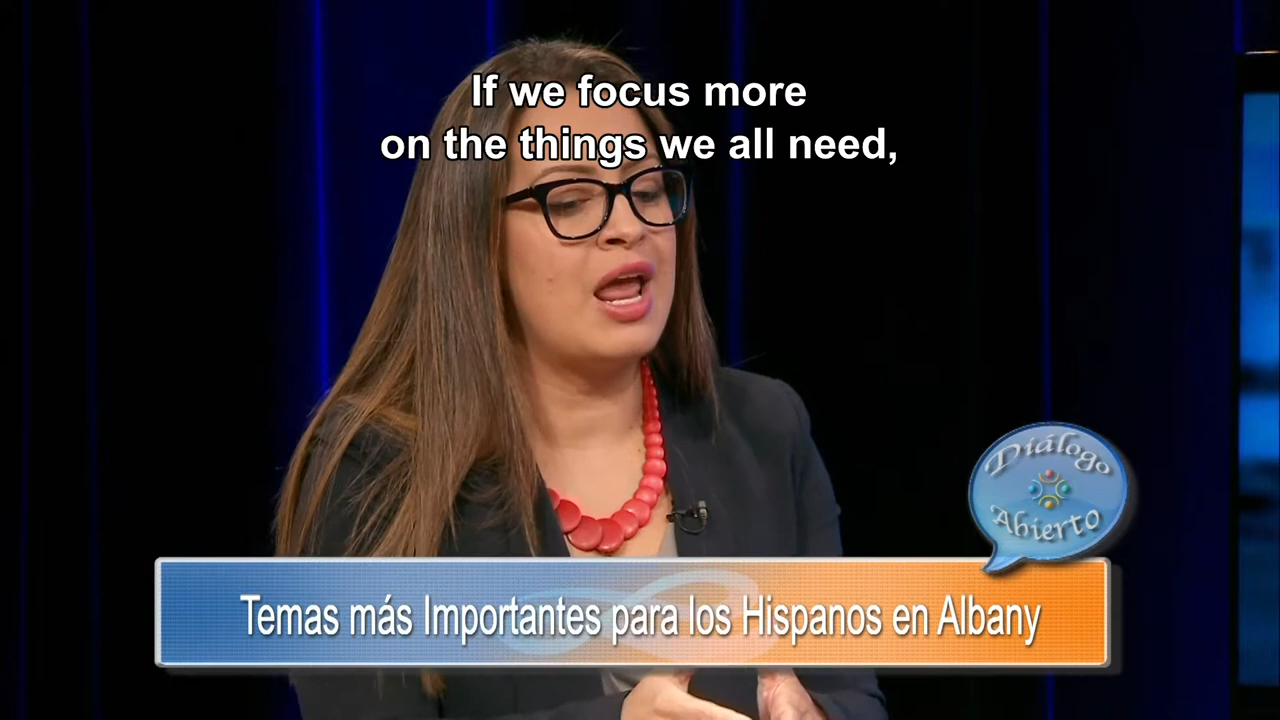 If we focus more
on the things we all need,
Diálogo
Abierto
Temas más Importantes para los Hispanos en Albany